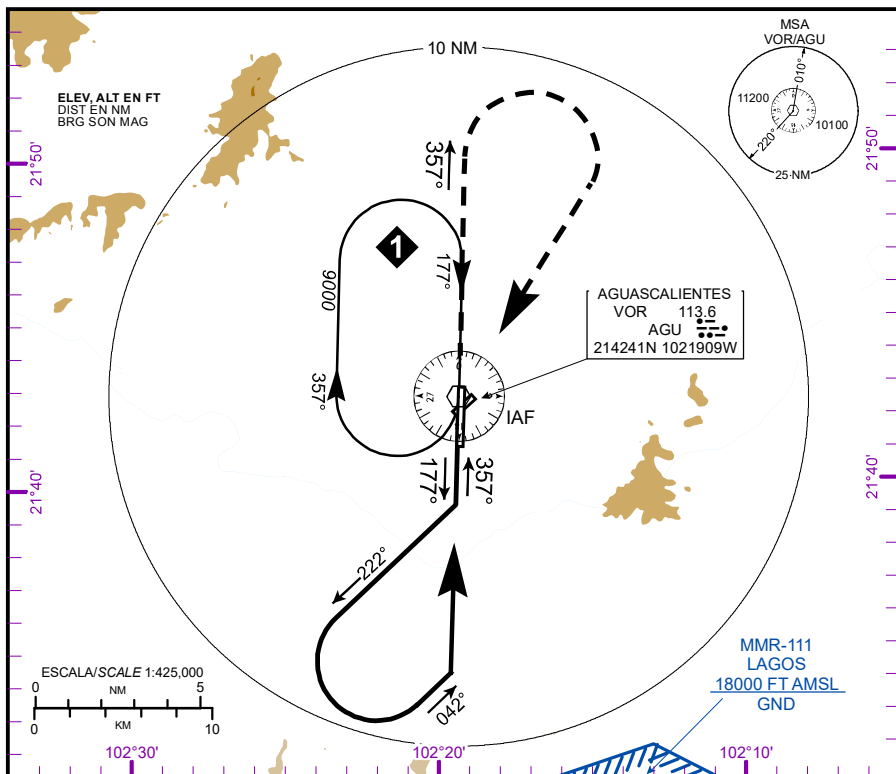 10 NM
MSA
VOR/AGU
010°
11200
10100
220°
25 NM
ELEV, ALT EN FT
DIST EN NM
BRG SON MAG
21°50'
21°50'
357°
1
177°
9000
AGUASCALIENTES
VOR 113.6
AGU
214241N 1021909W
357°
27
IAF
177°
357°
21°40'
21°40'
222°
042°
MMR-111
LAGOS
18000 FT AMSL
GND
ESCALA/SCALE 1:425,000
0 NM 5
0 KM 10
102°30'
102°20'
102°10'